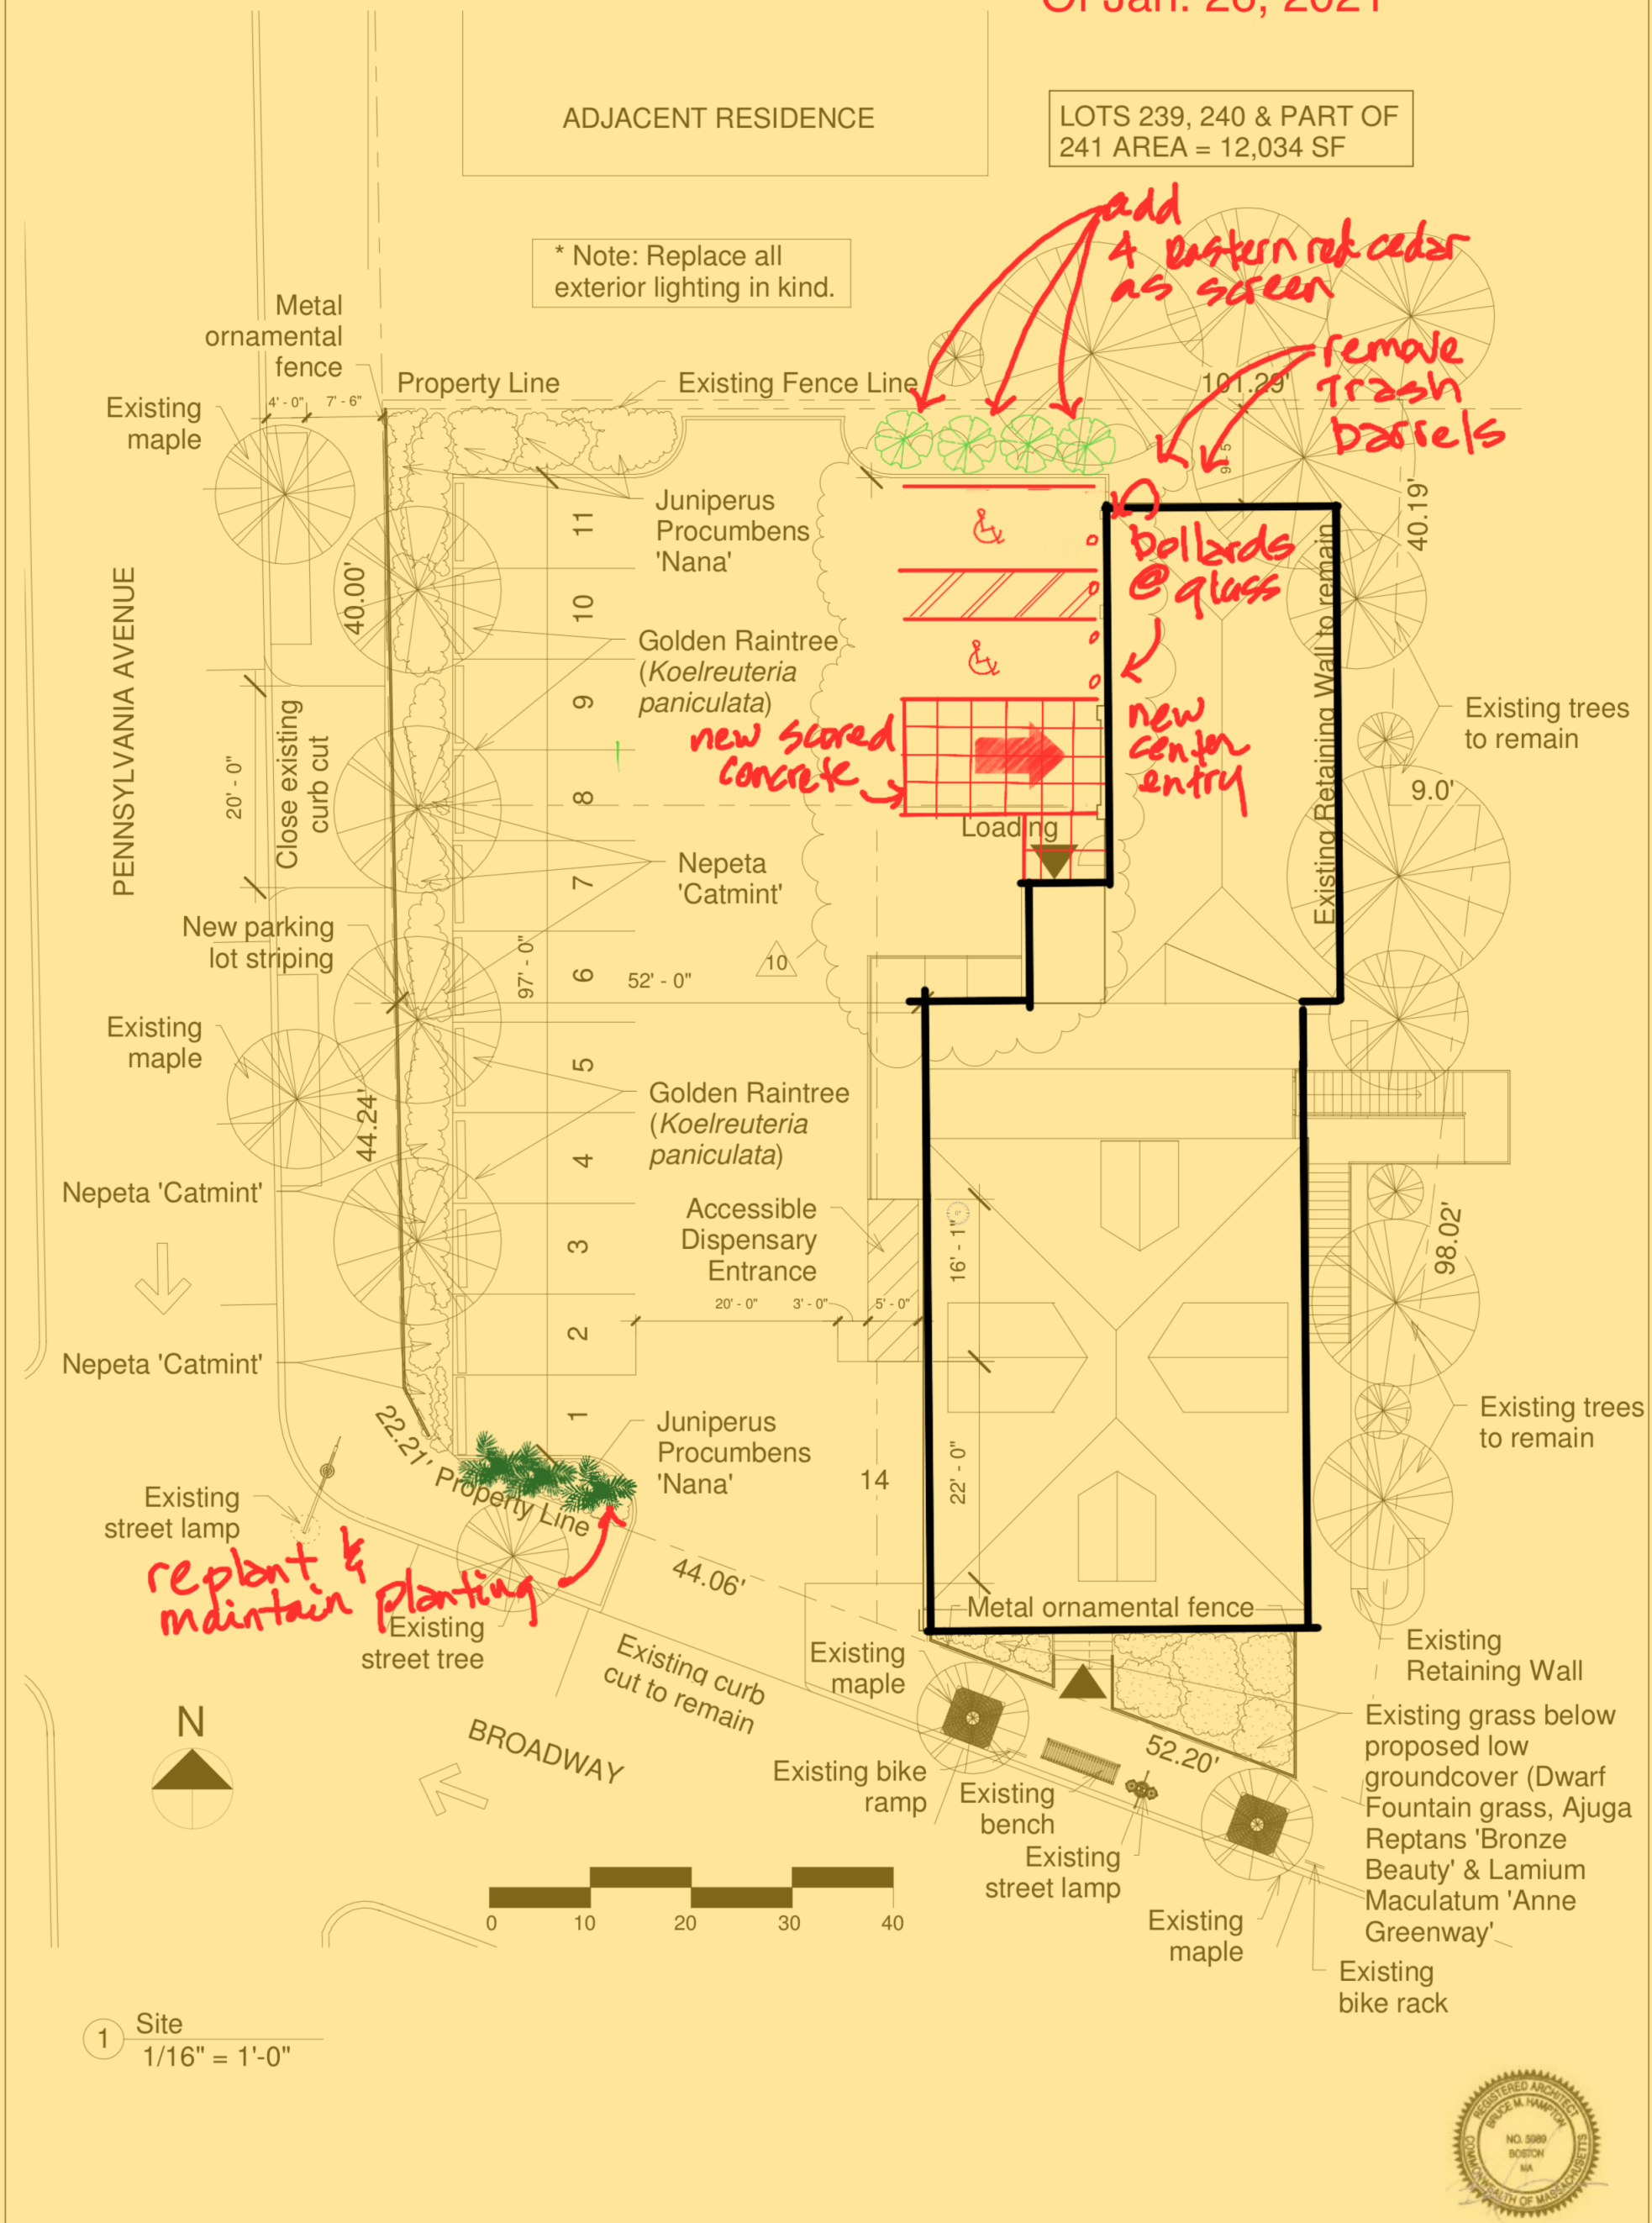 Of Jan. 26, 2021
ADJACENT RESIDENCE
LOTS 239, 240 & PART OF
241 AREA = 12,034 SF
add
4 Eastern red cedar
as screen
* Note: Replace all
exterior lighting in kind.
Metal
ornamental
fence
remove
Trash
barrels
Property Line
Existing Fence Line
101.29'
4' - 0"
7' - 6"
Existing
maple
40.19'
Juniperus
Procumbens
'Nana'
11
bollards
@ glass
Existing Retaining Wall to remain
PENNSYLVANIA AVENUE
40.00'
10
Golden Raintree
(Koelreuteria
paniculata)
9
new scored
concrete
new
center
entry
Existing trees
to remain
20' - 0"
Close existing
curb cut
8
9.0'
Loading
Nepeta
'Catmint'
7
New parking
lot striping
97' - 0"
6
52' - 0"
10
Existing
maple
5
44.24'
Golden Raintree
(Koelreuteria
paniculata)
4
Nepeta 'Catmint'
Accessible
Dispensary
Entrance
16' - 1"
98.02'
3
20' - 0"
3' - 0"
5' - 0"
2
Nepeta 'Catmint'
1
22.21'
Property Line
Juniperus
Procumbens
'Nana'
14
22' - 0"
Existing trees
to remain
Existing
street lamp
replant &
maintain planting
44.06'
Existing
street tree
Metal ornamental fence
Existing curb
cut to remain
Existing
maple
Existing
Retaining Wall
N
BROADWAY
52.20'
Existing bike
ramp
Existing
bench
Existing
street lamp
Existing grass below
proposed low
groundcover (Dwarf
Fountain grass, Ajuga
Reptans 'Bronze
Beauty' & Lamium
Maculatum 'Anne
Greenway'
Existing
maple
Existing
bike rack
0 10 20 30 40
1
Site
1/16" = 1'-0"
REGISTERED ARCHITECT
BRUCE M. HAMPTON
NO. 5989
BOSTON
MA
COMMONWEALTH OF MASSACHUSETTS